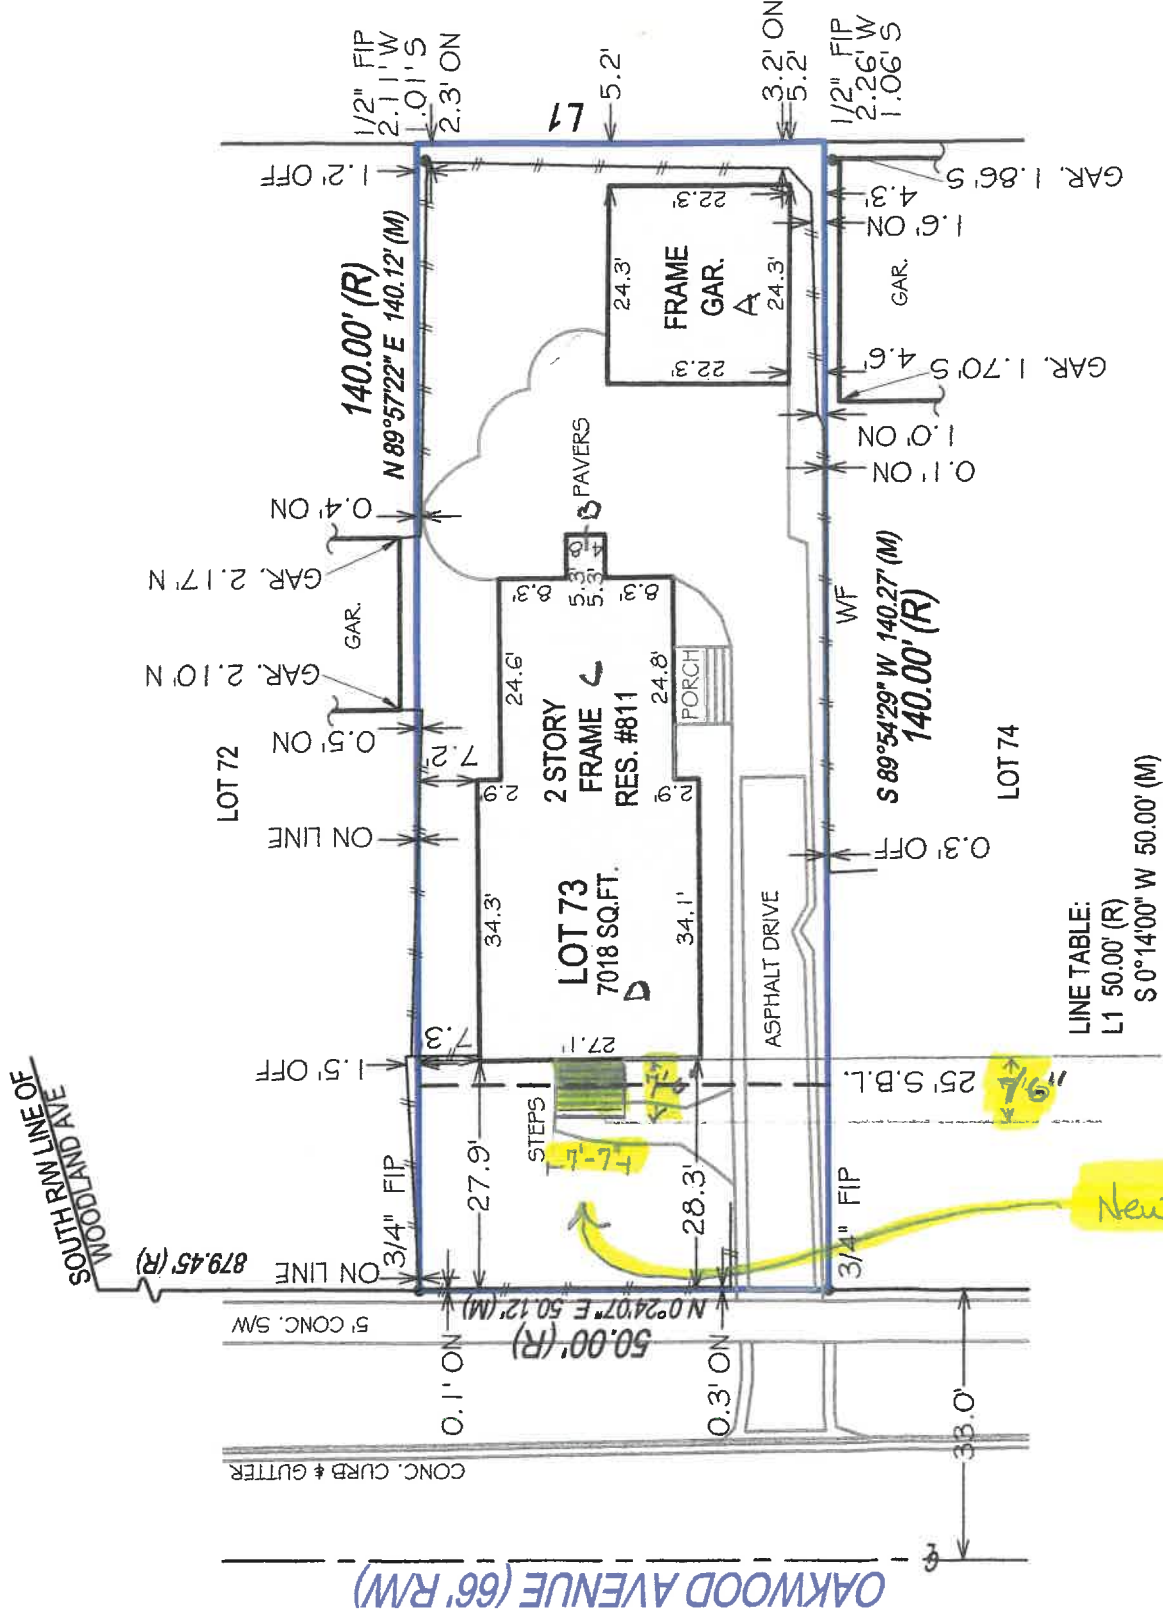 SOUTH R/W LINE OF
WOODLAND AVE
879.45' (R)
1/2" FIP
2.11' W
1.01' S
2.3' ON
L1
5.2'
3.2' ON
5.2'
1/2" FIP
2.26' W
1.06' S
1.2' OFF
140.00' (R)
N 89°57'22" E 140.12' (M)
0.4' ON
GAR. 2.17' N
GAR.
GAR. 2.10' N
0.5' ON
7.2'
LOT 72
ON LINE
1.5' OFF
7.3'
3/4" FIP
ON LINE
22.3'
24.3'
FRAME
GAR.
A
24.3'
22.3'
4.3'
1.6' ON
GAR. 1.86' S
GAR.
4.6'
GAR. 1.70' S
1.0' ON
0.1' ON
PAVERS
B
4.8'
5.3'
5.3'
8.3'
8.3'
24.6'
24.8'
2 STORY
FRAME C
RES. #811
PORCH
2.9'
2.9'
LOT 73
7018 SQ.FT.
D
34.3'
34.1'
27.1'
ASPHALT DRIVE
WF
S 89°54'29" W 140.27' (M)
140.00' (R)
LOT 74
0.3' OFF
25' S.B.L.
STEPS
27.9'
28.3'
3/4" FIP
New
LINE TABLE:
L1 50.00' (R)
S 0°14'00" W 50.00' (M)
N 0°24'07" E 50.12' (M)
50.00' (R)
0.1' ON
0.3' ON
5' CONC. S/W
CONC. CURB & GUTTER
33.0'
OAKWOOD AVENUE (66' R/W)